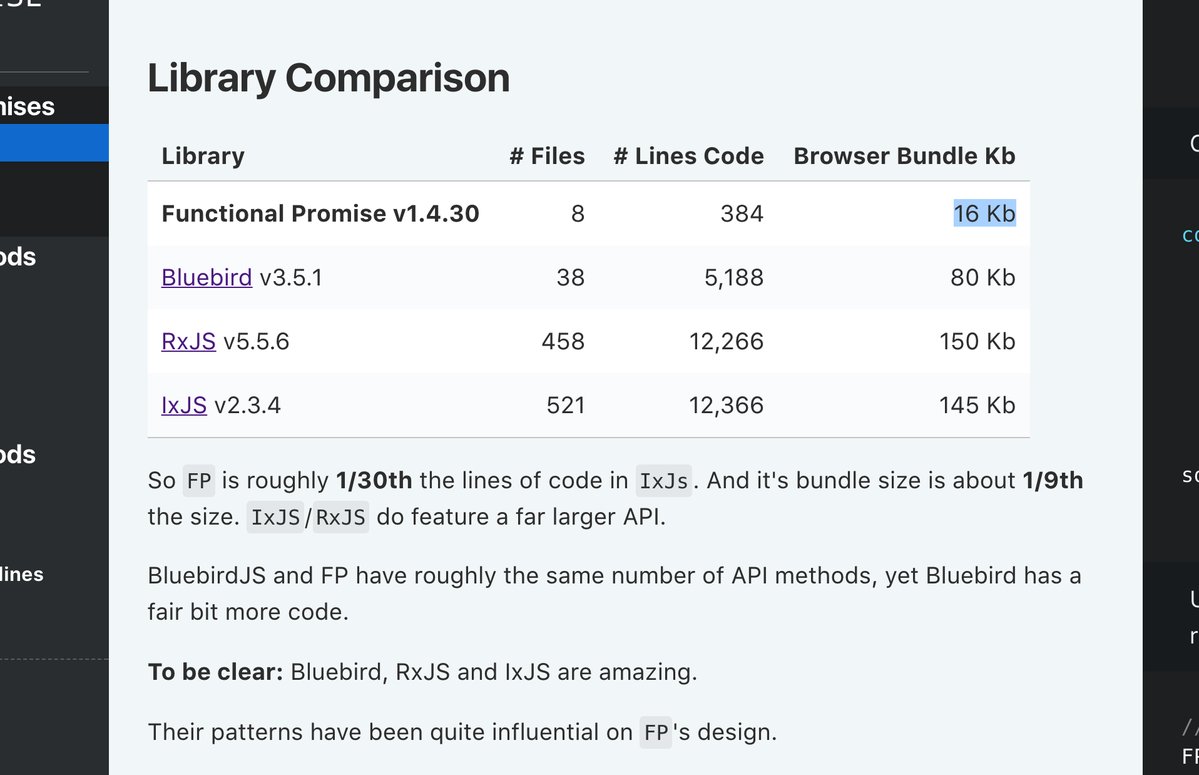 Library Comparison
Library # Files # Lines Code Browser Bundle Kb
Functional Promise v1.4.30 8 384 16 Kb
Bluebird v3.5.1 38 5,188 80 Kb
RxJS v5.5.6 458 12,266 150 Kb
IxJS v2.3.4 521 12,366 145 Kb
So FP is roughly 1/30th the lines of code in IxJs. And it's bundle size is about 1/9th
the size. IxJS/RxJS do feature a far larger API.
BluebirdJS and FP have roughly the same number of API methods, yet Bluebird has a
fair bit more code.
To be clear: Bluebird, RxJS and IxJS are amazing.
Their patterns have been quite influential on FP's design.